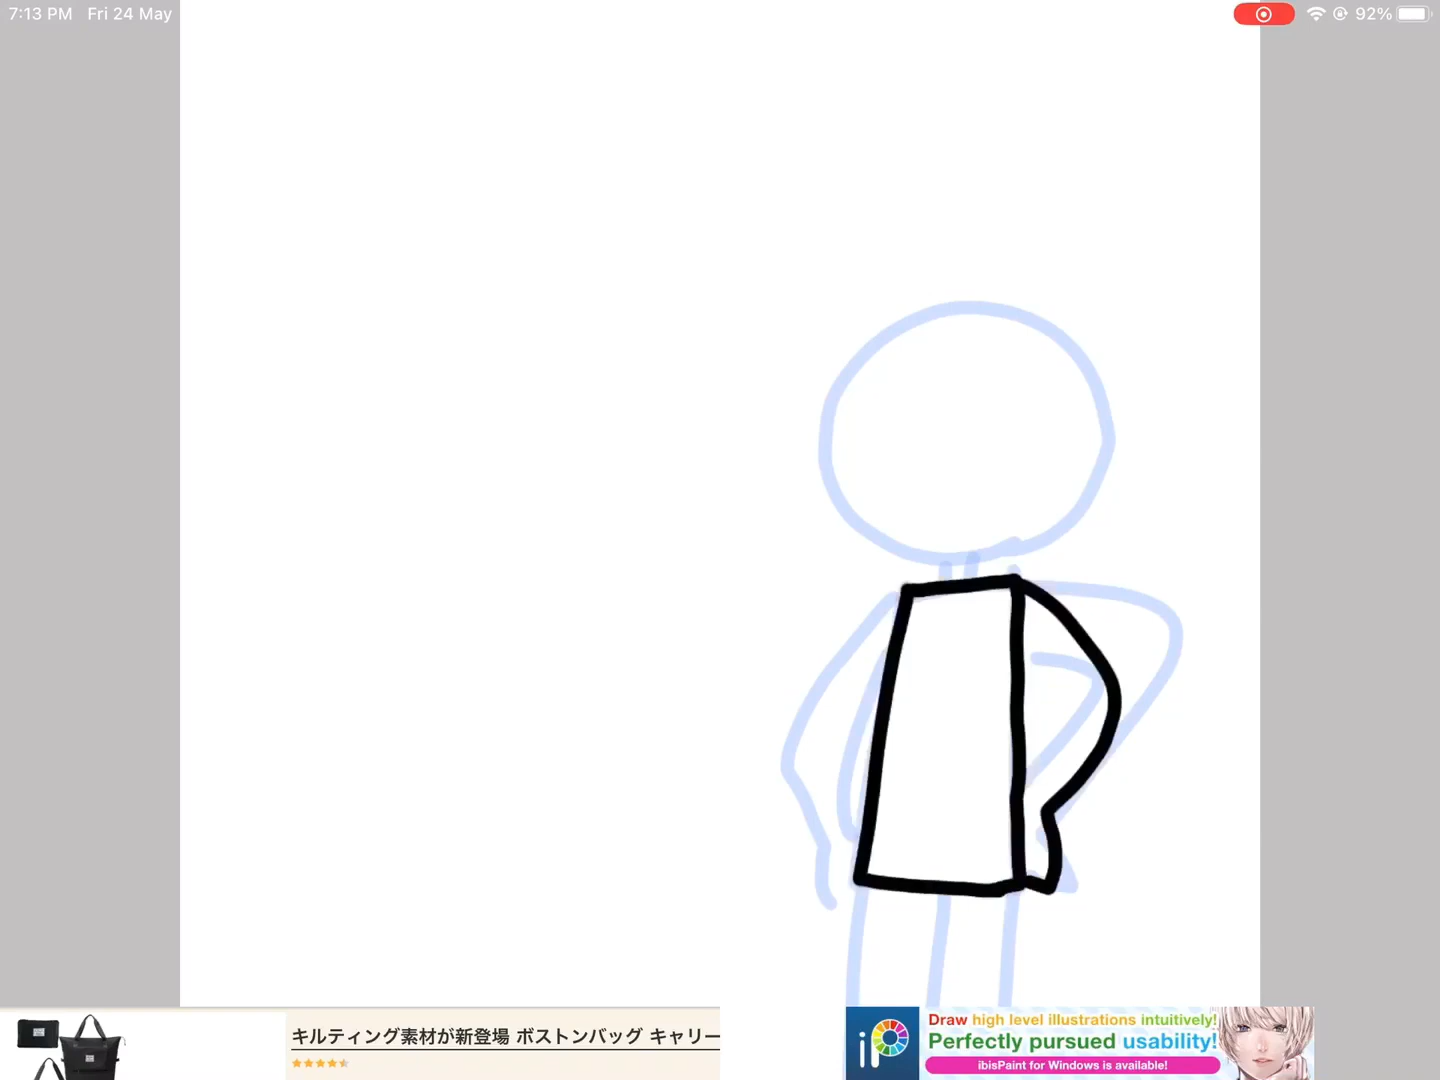 7:13 PM Fri 24 May
92%
キルティング素材が新登場 ボストンバッグ キャリー
iP
Draw high level illustrations intuitively!
Perfectly pursued usability!
ibisPaint for Windows is available!